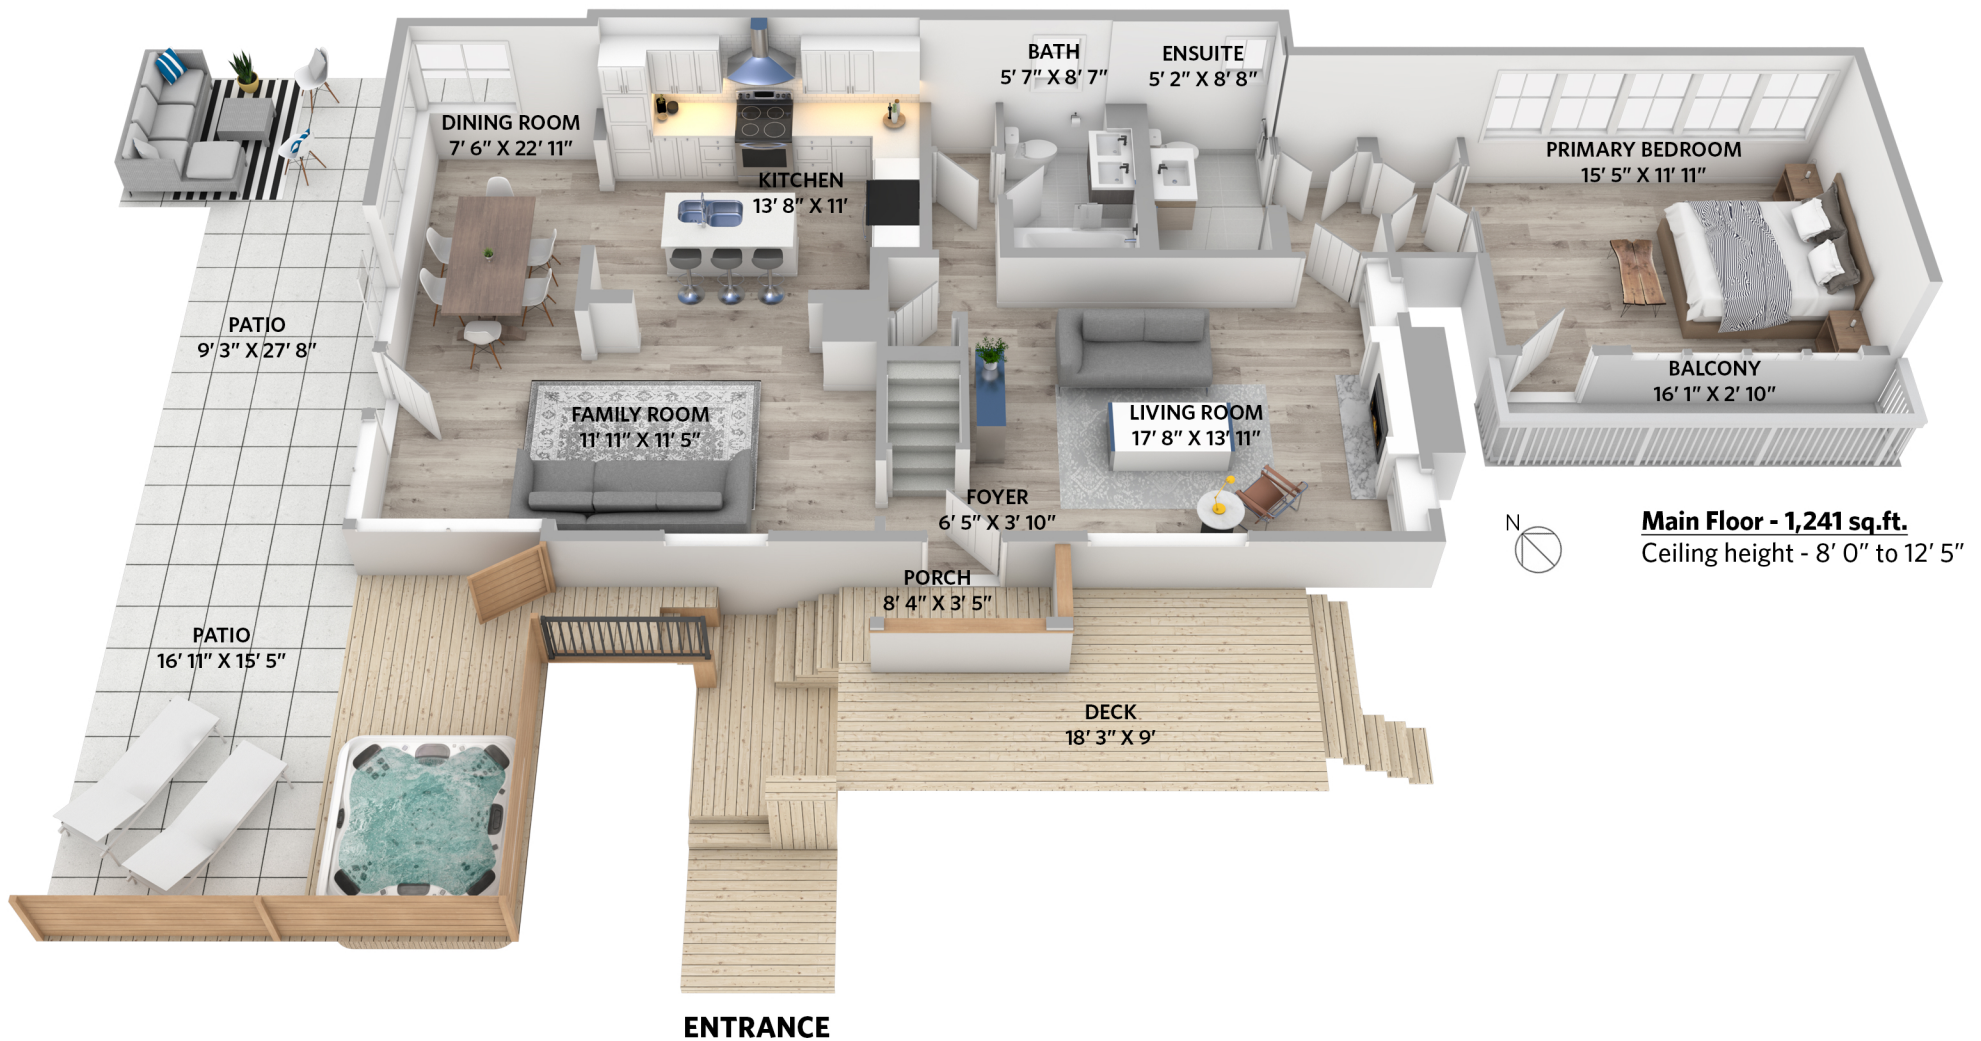 BATH
5' 7" X 8' 7"
ENSUITE
5' 2" X 8' 8"
DINING ROOM
7' 6" X 22' 11"
KITCHEN
13' 8" X 11'
PRIMARY BEDROOM
15' 5" X 11' 11"
PATIO
9' 3" X 27' 8"
BALCONY
16' 1" X 2' 10"
FAMILY ROOM
11' 11" X 11' 5"
LIVING ROOM
17' 8" X 13' 11"
FOYER
6' 5" X 3' 10"
N
Main Floor - 1,241 sq.ft.
Ceiling height - 8' 0" to 12' 5"
PORCH
8' 4" X 3' 5"
PATIO
16' 11" X 15' 5"
DECK
18' 3" X 9'
ENTRANCE